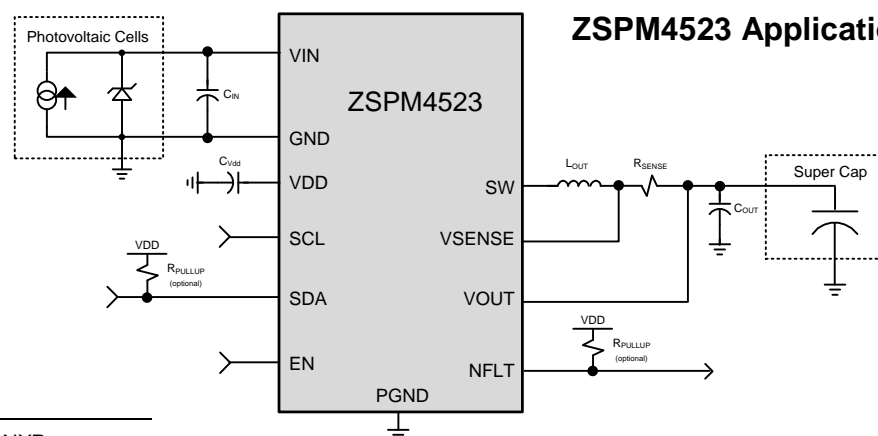 ZSPM4523 Applicati
Photovoltaic Cells
VIN
CIN
ZSPM4523
GND
CVdd
VDD
LOUT
RSENSE
Super Cap
SW
COUT
SCL
VSENSE
VDD
RPULLUP
(optional)
SDA
VOUT
VDD
RPULLUP
(optional)
EN
NFLT
PGND